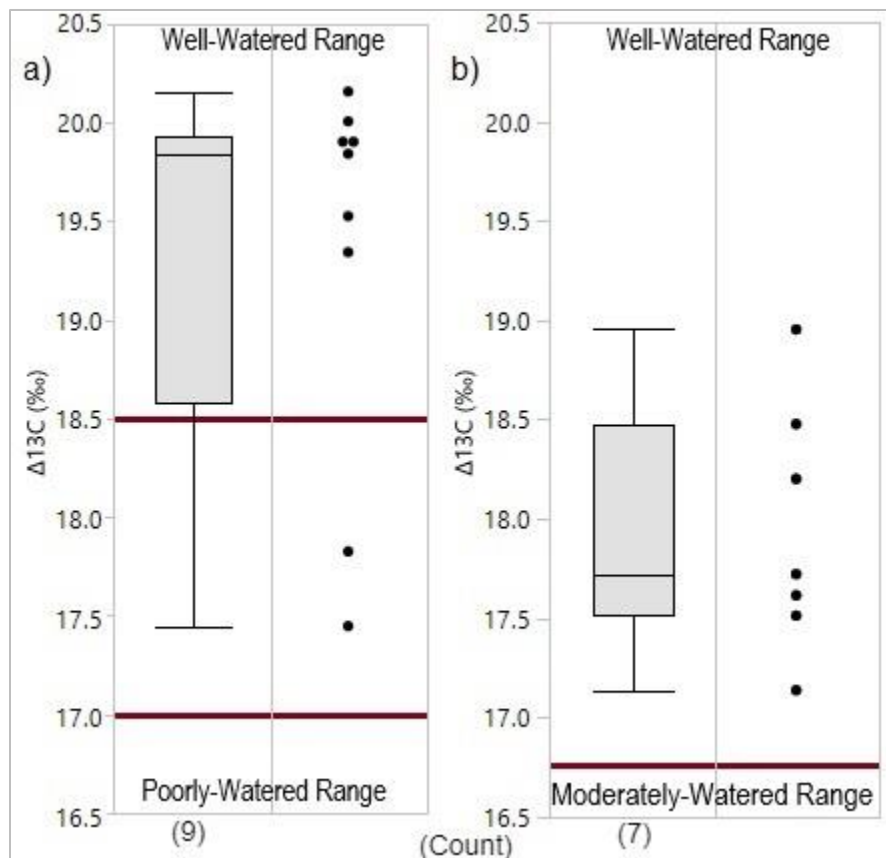 a)
Well-Watered Range
20.5
20.0
19.5
19.0
18.5
18.0
17.5
17.0
16.5
Δ13C (‰)
Poorly-Watered Range
(9)
b)
Well-Watered Range
20.5
20.0
19.5
19.0
18.5
18.0
17.5
17.0
16.5
Δ13C (‰)
Moderately-Watered Range
(7)
(Count)